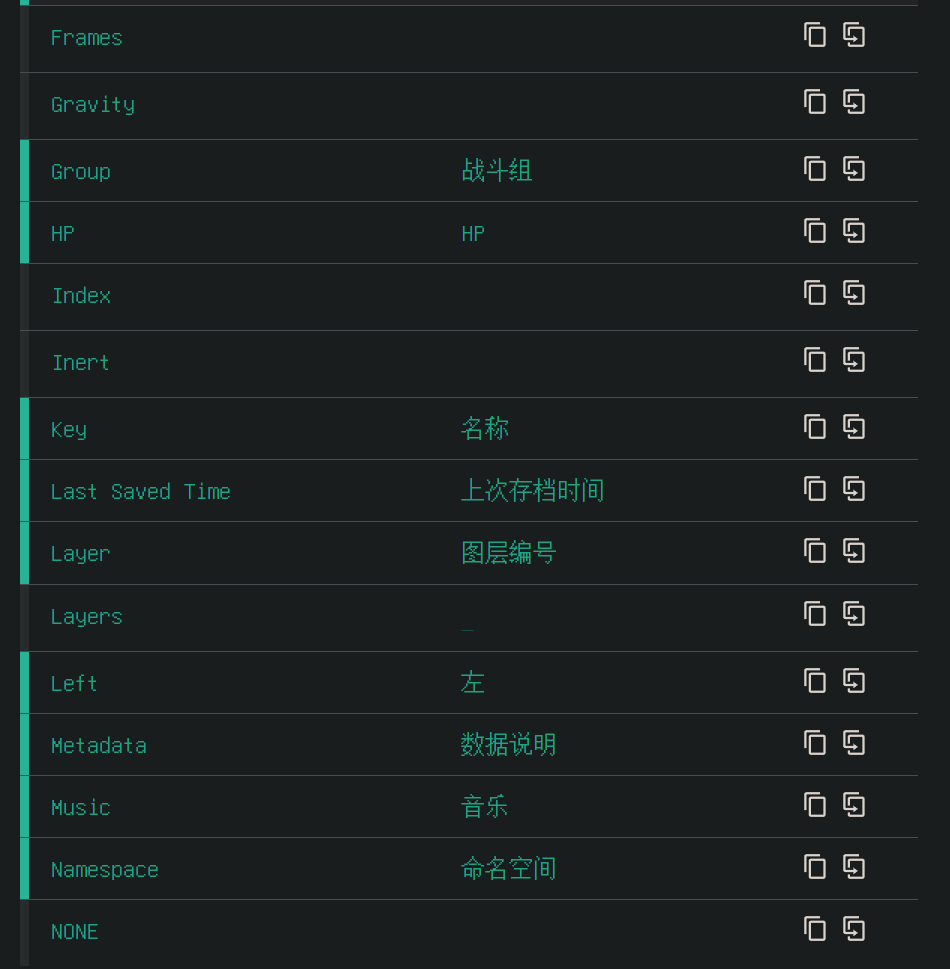 Frames
Gravity
Group 战斗组
HP HP
Index
Inert
Key 名称
Last Saved Time 上次存档时间
Layer 图层编号
Layers _
Left 左
Metadata 数据说明
Music 音乐
Namespace 命名空间
NONE